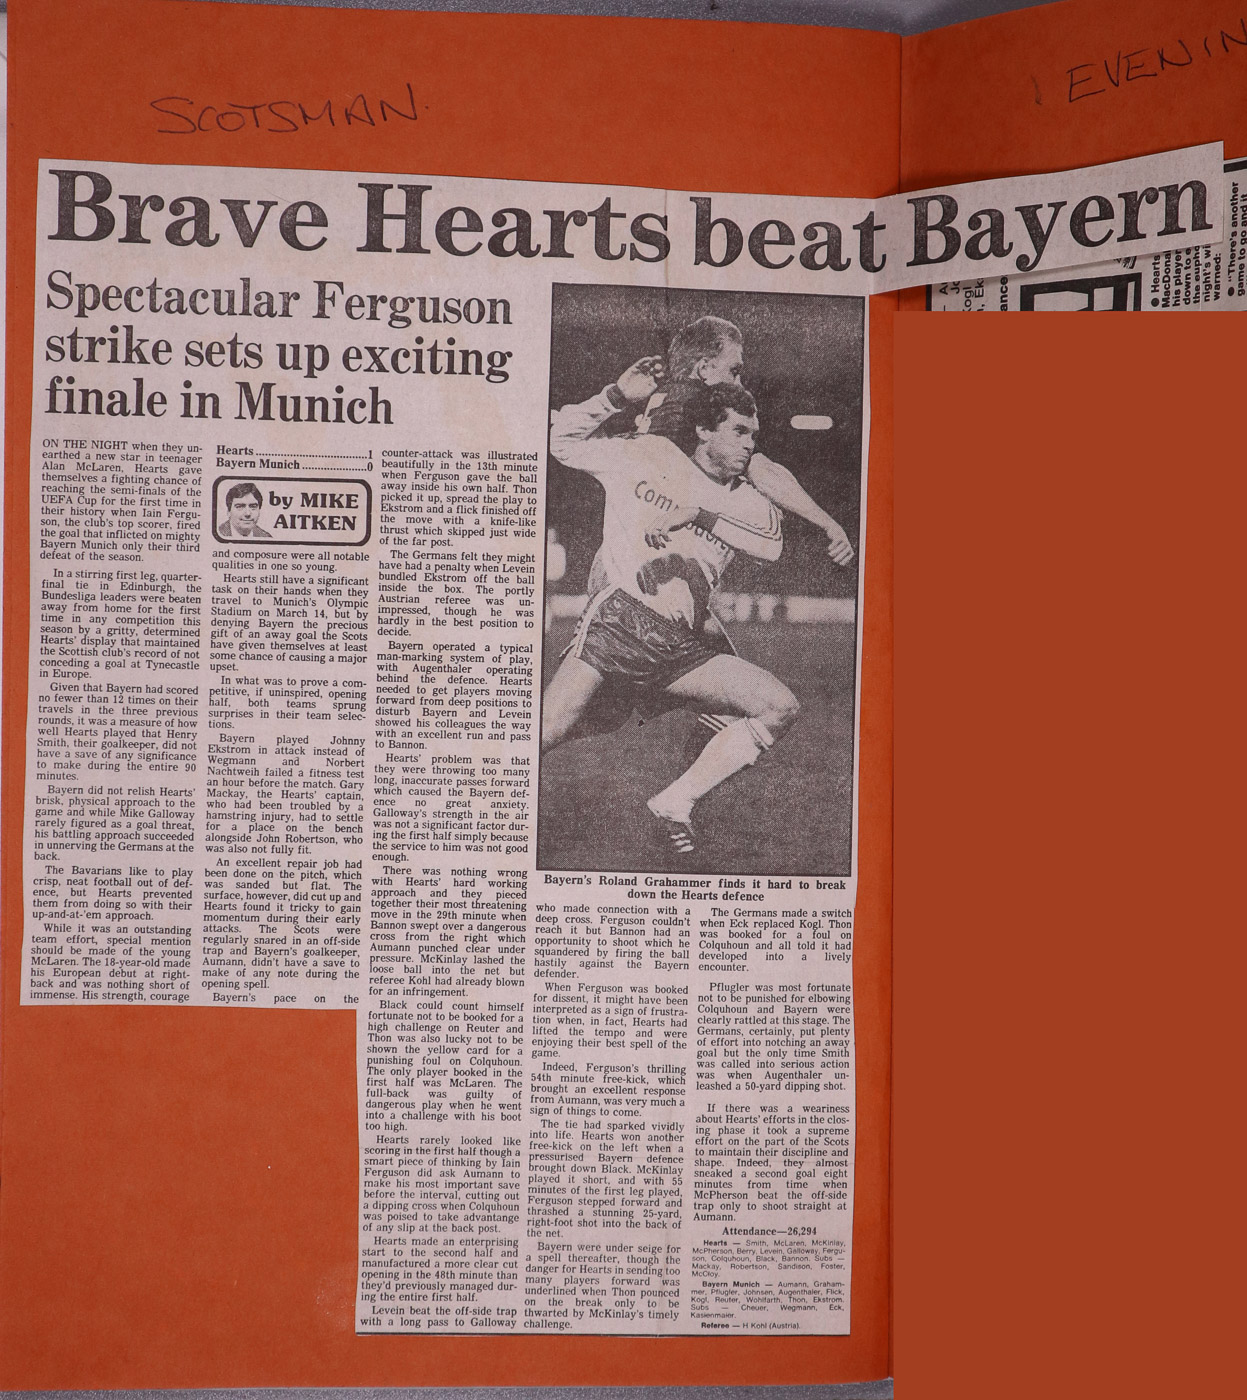 SCOTSMAN.
EVENIN
Brave Hearts beat Bayern
Spectacular Ferguson
strike sets up exciting
finale in Munich
ON THE NIGHT when they un-
earthed a new star in teenager
Alan McLaren, Hearts gave
themselves a fighting chance of
reaching the semi-finals of the
UEFA Cup for the first time in
their history when Iain Fergu-
son, the club's top scorer, fired
the goal that inflicted on mighty
Bayern Munich only their third
defeat of the season.
In a stirring first leg, quarter-
final tie in Edinburgh, the
Bundesliga leaders were beaten
away from home for the first
time in any competition this
season by a gritty, determined
Hearts' display that maintained
the Scottish club's record of not
conceding a goal at Tynecastle
in Europe.
Given that Bayern had scored
no fewer than 12 times on their
travels in the three previous
rounds, it was a measure of how
well Hearts played that Henry
Smith, their goalkeeper, did not
have a save of any significance
to make during the entire 90
minutes.
Bayern did not relish Hearts'
brisk, physical approach to the
game and while Mike Galloway
rarely figured as a goal threat,
his battling approach succeeded
in unnerving the Germans at the
back.
The Bavarians like to play
crisp, neat football out of def-
ence, but Hearts prevented
them from doing so with their
up-and-at-'em approach.
While it was an outstanding
team effort, special mention
should be made of the young
McLaren. The 18-year-old made
his European debut at right-
back and was nothing short of
immense. His strength, courage
Hearts ..............................1
Bayern Munich ....................0
by MIKE
AITKEN
and composure were all notable
qualities in one so young.
Hearts still have a significant
task on their hands when they
travel to Munich's Olympic
Stadium on March 14, but by
denying Bayern the precious
gift of an away goal the Scots
have given themselves at least
some chance of causing a major
upset.
In what was to prove a com-
petitive, if uninspired, opening
half, both teams sprung
surprises in their team selec-
tions.
Bayern played Johnny
Ekstrom in attack instead of
Wegmann and Norbert
Nachtweih failed a fitness test
an hour before the match. Gary
Mackay, the Hearts' captain,
who had been troubled by a
hamstring injury, had to settle
for a place on the bench
alongside John Robertson, who
was also not fully fit.
An excellent repair job had
been done on the pitch, which
was sanded but flat. The
surface, however, did cut up and
Hearts found it tricky to gain
momentum during their early
attacks. The Scots were
regularly snared in an off-side
trap and Bayern's goalkeeper,
Aumann, didn't have a save to
make of any note during the
opening spell.
Bayern's pace on the
counter-attack was illustrated
beautifully in the 13th minute
when Ferguson gave the ball
away inside his own half. Thon
picked it up, spread the play to
Ekstrom and a flick finished off
the move with a knife-like
thrust which skipped just wide
of the far post.
The Germans felt they might
have had a penalty when Levein
bundled Ekstrom off the ball
inside the box. The portly
Austrian referee was un-
impressed, though he was
hardly in the best position to
decide.
Bayern operated a typical
man-marking system of play,
with Augenthaler operating
behind the defence. Hearts
needed to get players moving
forward from deep positions to
disturb Bayern and Levein
showed his colleagues the way
with an excellent run and pass
to Bannon.
Hearts' problem was that
they were throwing too many
long, inaccurate passes forward
which caused the Bayern def-
ence no great anxiety.
Galloway's strength in the air
was not a significant factor dur-
ing the first half simply because
the service to him was not good
enough.
There was nothing wrong
with Hearts' hard working
approach and they pieced
together their most threatening
move in the 29th minute when
Bannon swept over a dangerous
cross from the right which
Aumann punched clear under
pressure. McKinlay lashed the
loose ball into the net but
referee Kohl had already blown
for an infringement.
Black could count himself
fortunate not to be booked for a
high challenge on Reuter and
Thon was also lucky not to be
shown the yellow card for a
punishing foul on Colquhoun.
The only player booked in the
first half was McLaren. The
full-back was guilty of
dangerous play when he went
into a challenge with his boot
too high.
Hearts rarely looked like
scoring in the first half though a
smart piece of thinking by Iain
Ferguson did ask Aumann to
make his most important save
before the interval, cutting out
a dipping cross when Colquhoun
was poised to take advantage
of any slip at the back post.
Hearts made an enterprising
start to the second half and
manufactured a more clear cut
opening in the 48th minute than
they'd previously managed dur-
ing the entire first half.
Levein beat the off-side trap
with a long pass to Galloway
Bayern's Roland Grahammer finds it hard to break
down the Hearts defence
who made connection with a
deep cross. Ferguson couldn't
reach it but Bannon had an
opportunity to shoot which he
squandered by firing the ball
hastily against the Bayern
defender.
When Ferguson was booked
for dissent, it might have been
interpreted as a sign of frustra-
tion when, in fact, Hearts had
lifted the tempo and were
enjoying their best spell of the
game.
Indeed, Ferguson's thrilling
54th minute free-kick, which
brought an excellent response
from Aumann, was very much a
sign of things to come.
The tie had sparked vividly
into life. Hearts won another
free-kick on the left when a
pressurised Bayern defence
brought down Black. McKinlay
played it short, and with 55
minutes of the first leg played,
Ferguson stepped forward and
thrashed a stunning 25-yard,
right-foot shot into the back of
the net.
Bayern were under seige for
a spell thereafter, though the
danger for Hearts in sending too
many players forward was
underlined when Thon pounced
on the break only to be
thwarted by McKinlay's timely
challenge.
The Germans made a switch
when Eck replaced Kogl. Thon
was booked for a foul on
Colquhoun and all told it had
developed into a lively
encounter.
Pflugler was most fortunate
not to be punished for elbowing
Colquhoun and Bayern were
clearly rattled at this stage. The
Germans, certainly, put plenty
of effort into notching an away
goal but the only time Smith
was called into serious action
was when Augenthaler un-
leashed a 50-yard dipping shot.
If there was a weariness
about Hearts' efforts in the clos-
ing phase it took a supreme
effort on the part of the Scots
to maintain their discipline and
shape. Indeed, they almost
sneaked a second goal eight
minutes from time when
McPherson beat the off-side
trap only to shoot straight at
Aumann.
Attendance—26,294
Hearts — Smith, McLaren, McKinlay,
McPherson, Berry, Levein, Galloway, Fergu-
son, Colquhoun, Black, Bannon. Subs —
Mackay, Robertson, Sandison, Foster,
McCloy.
Bayern Munich — Aumann, Graham-
mer, Pflugler, Johnsen, Augenthaler, Flick,
Kogl, Reuter, Wohlfarth, Thon, Ekstrom.
Subs — Cheuer, Wegmann, Eck,
Kasienmaier.
Referee — H Kohl (Austria).
● Hearts
MacDona
his player
down to a
the eupho
night's wi
warned:
● "There's another
game to go and it